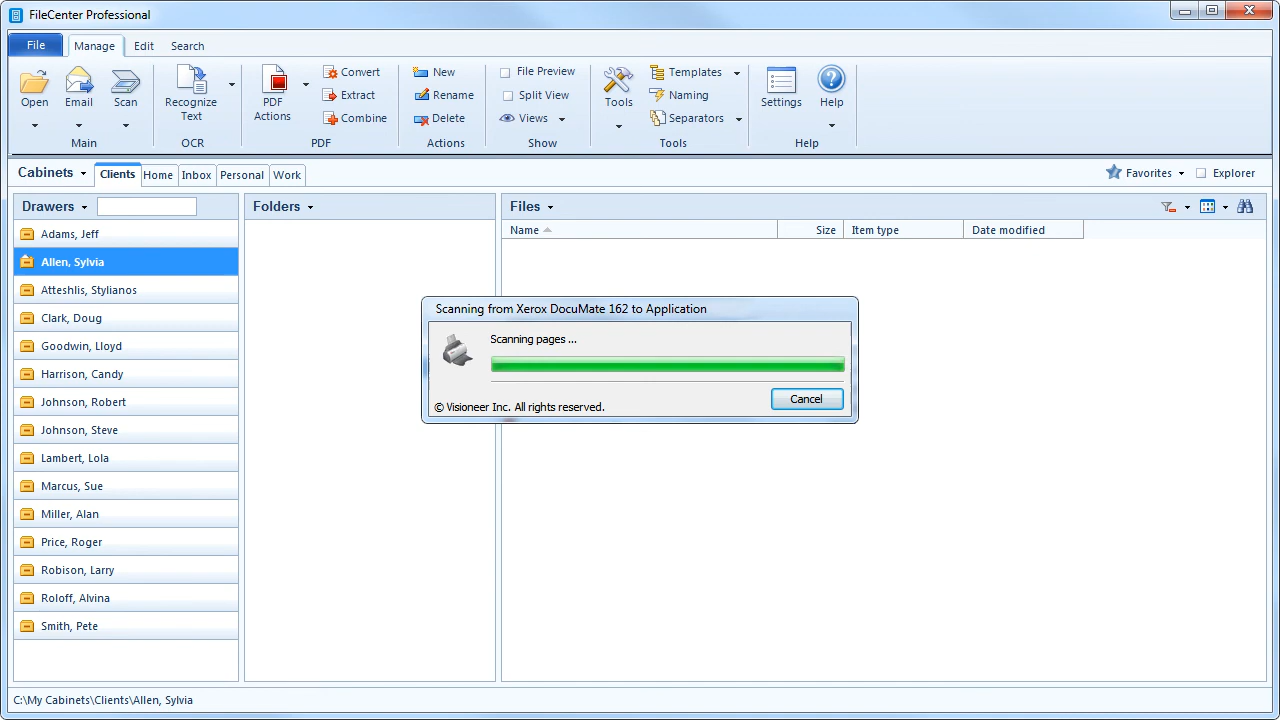 FileCenter Professional
File Manage Edit Search
Open Email Scan Recognize Text PDF Actions Convert Extract Combine New Rename Delete File Preview Split View Views Tools Templates Naming Separators Settings Help
Main OCR PDF Actions Show Tools Help
Cabinets Clients Home Inbox Personal Work Favorites Explorer
Drawers Folders Files
Name Size Item type Date modified
Adams, Jeff
Allen, Sylvia
Atteshlis, Stylianos
Clark, Doug
Goodwin, Lloyd
Harrison, Candy
Johnson, Robert
Johnson, Steve
Lambert, Lola
Marcus, Sue
Miller, Alan
Price, Roger
Robison, Larry
Roloff, Alvina
Smith, Pete
Scanning from Xerox DocuMate 162 to Application
Scanning pages ...
Cancel
© Visioneer Inc. All rights reserved.
C:\My Cabinets\Clients\Allen, Sylvia